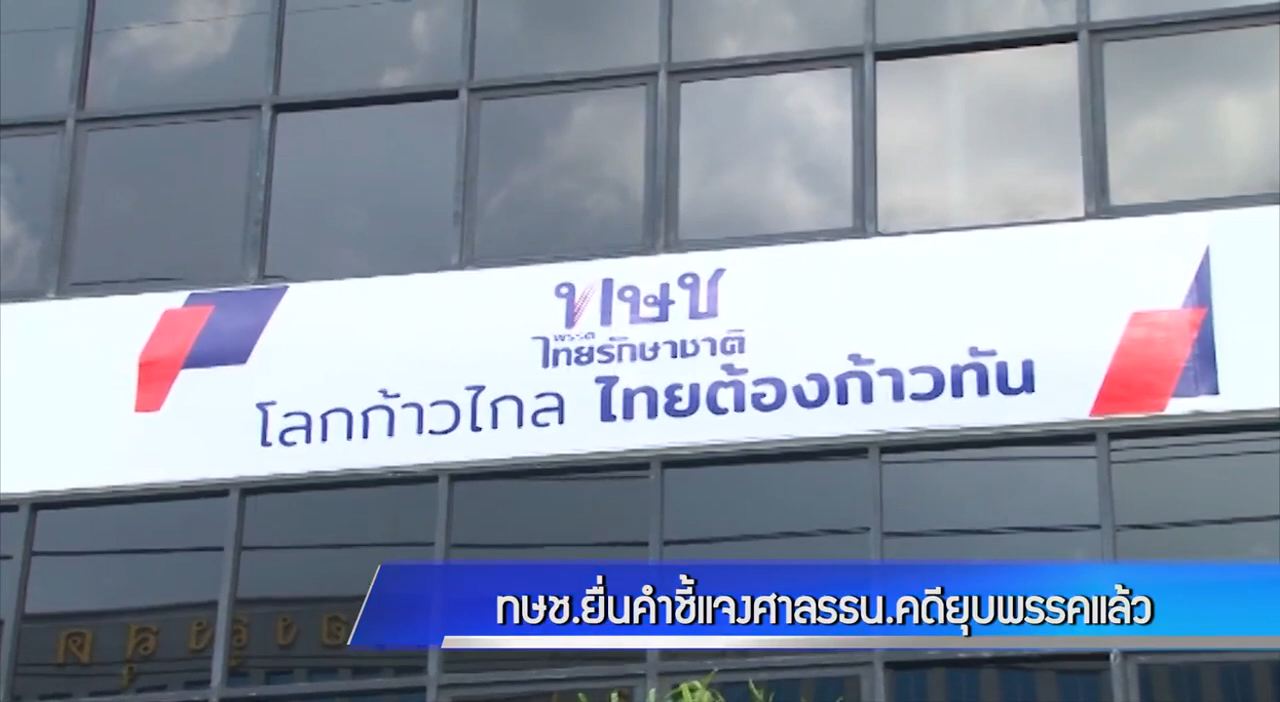 ทษช
พรรค
ไทยรักษาชาติ
โลกก้าวไกล ไทยต้องก้าวทัน
ทษช.ยื่นคำชี้แจงศาลรธน.คดียุบพรรคแล้ว